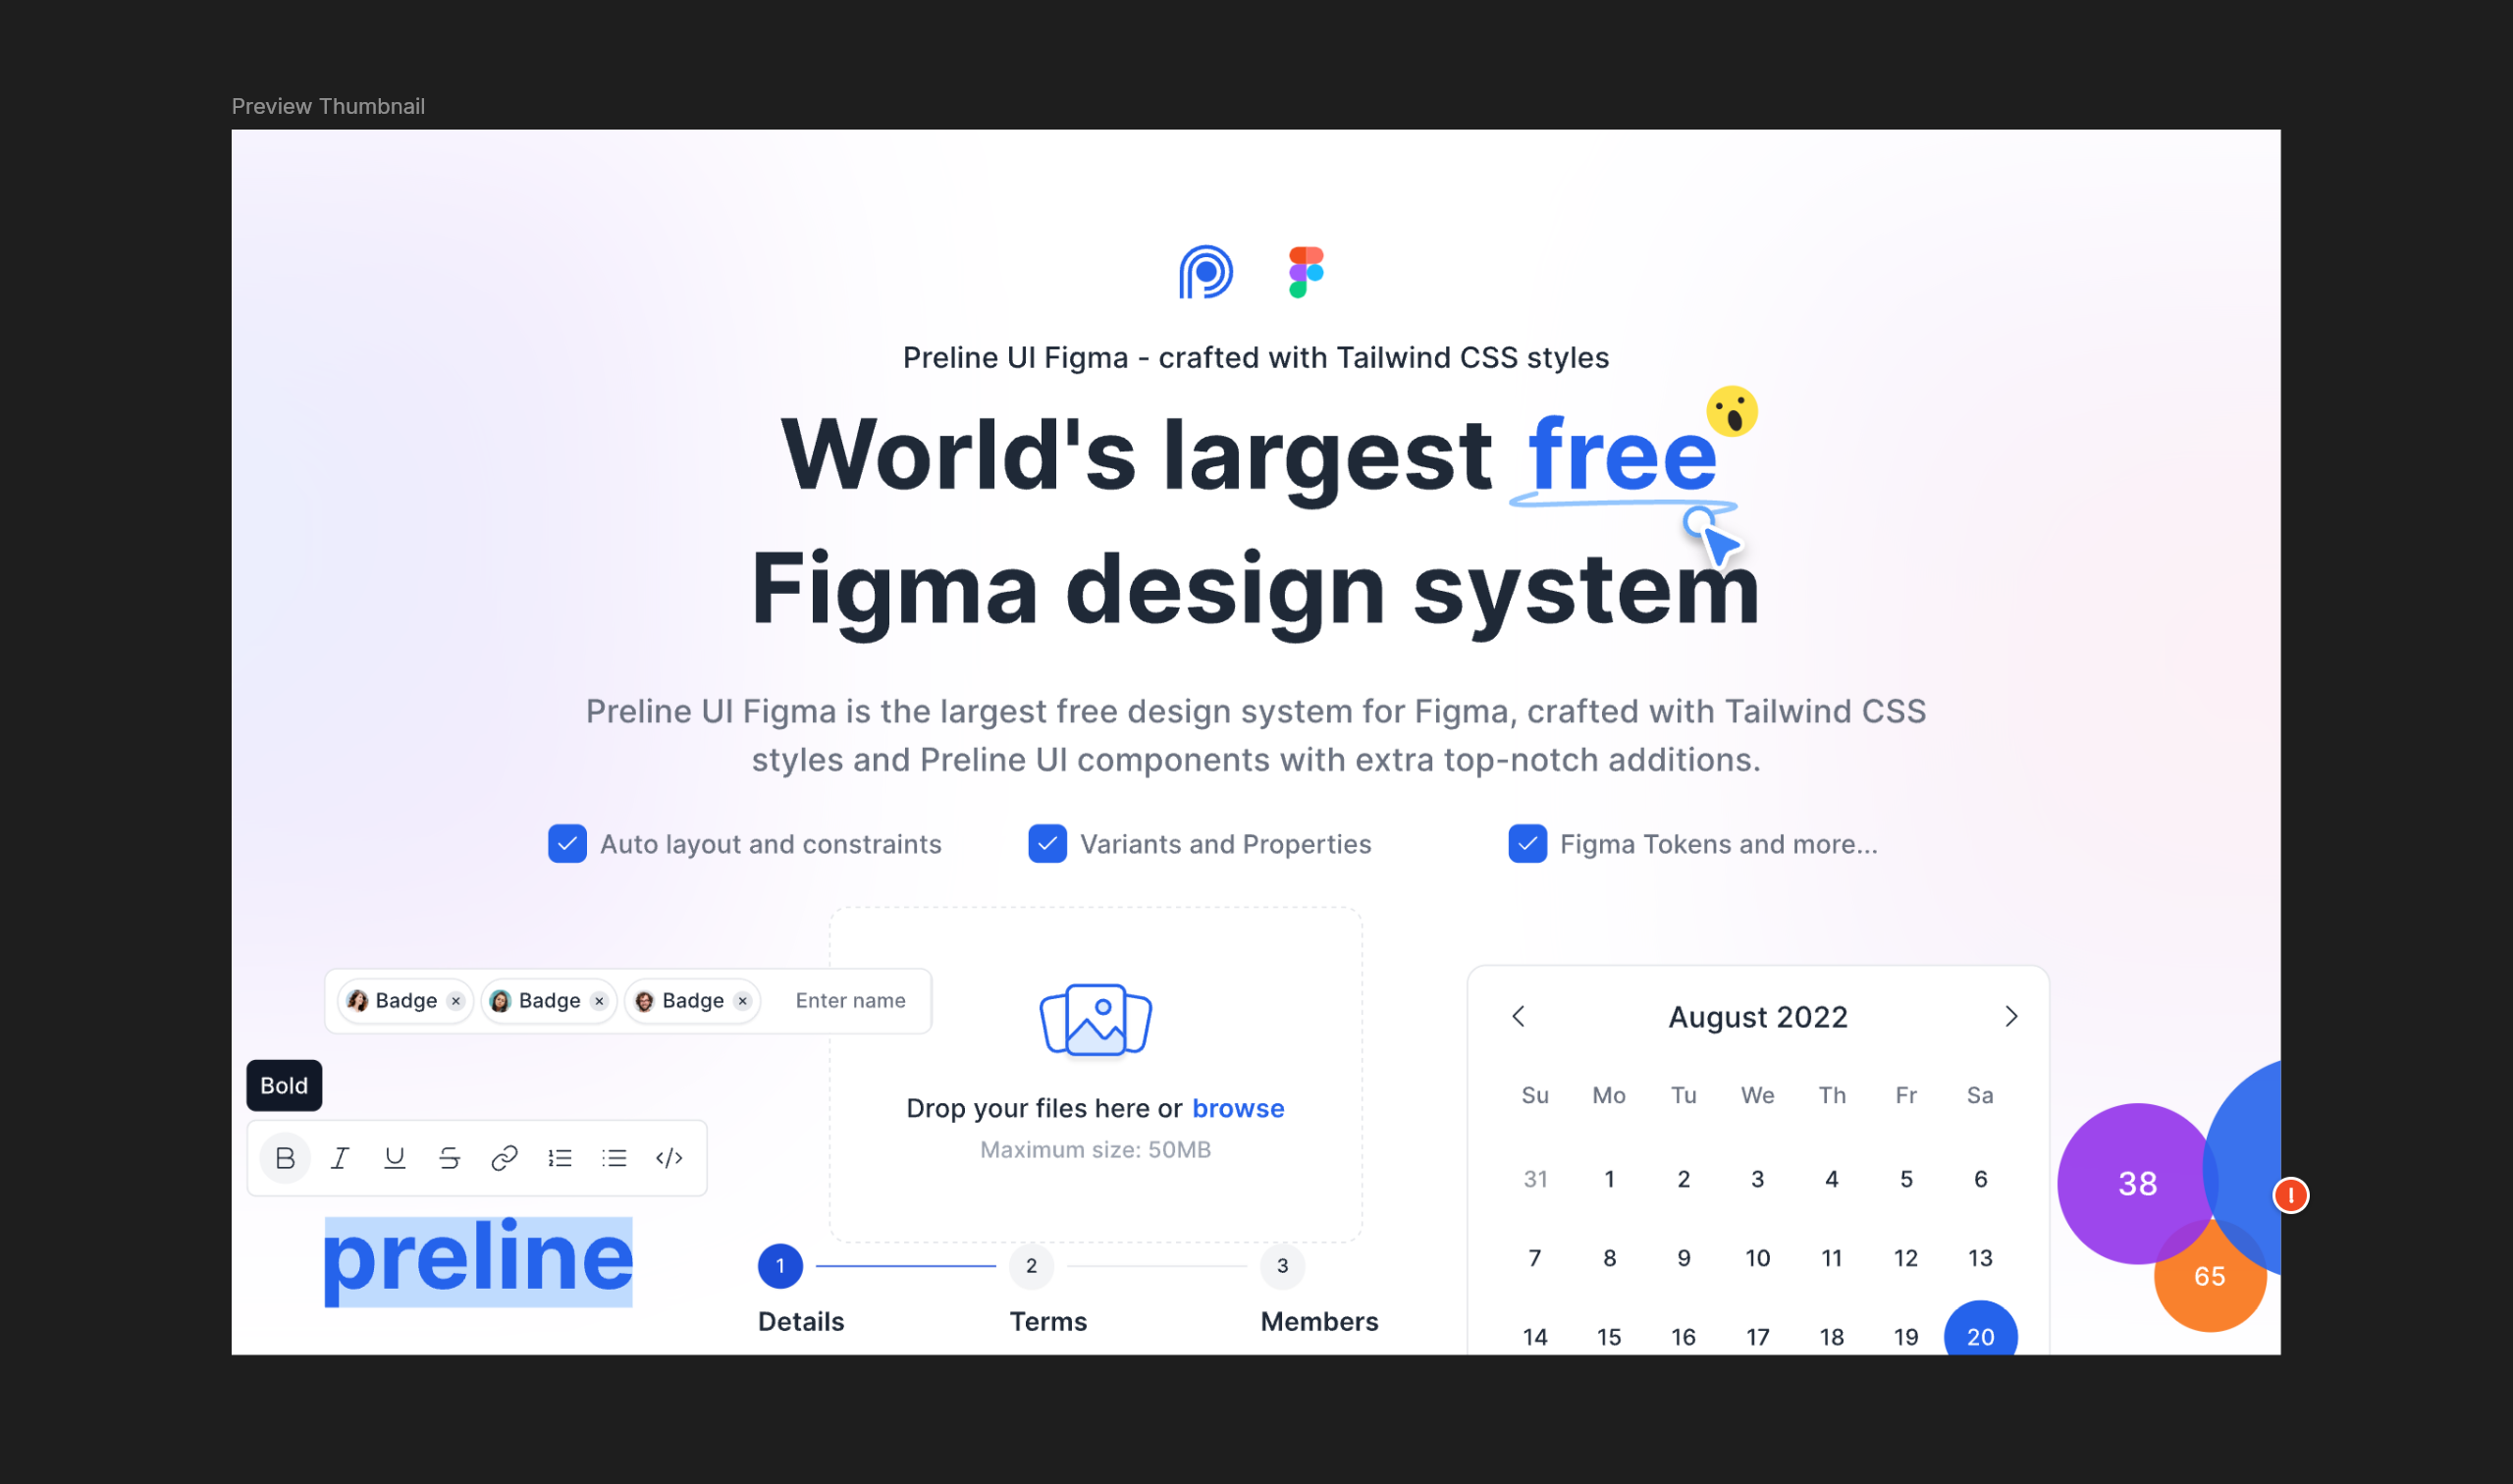 Preview Thumbnail
Preline UI Figma - crafted with Tailwind CSS styles
World's largest free
Figma design system
Preline UI Figma is the largest free design system for Figma, crafted with Tailwind CSS
styles and Preline UI components with extra top-notch additions.
Auto layout and constraints
Variants and Properties
Figma Tokens and more...
Badge Badge Badge Enter name
Bold
B I U S
preline
Drop your files here or browse
Maximum size: 50MB
1 2 3
Details Terms Members
August 2022
Su Mo Tu We Th Fr Sa
31 1 2 3 4 5 6
7 8 9 10 11 12 13
14 15 16 17 18 19 20
38
65
!